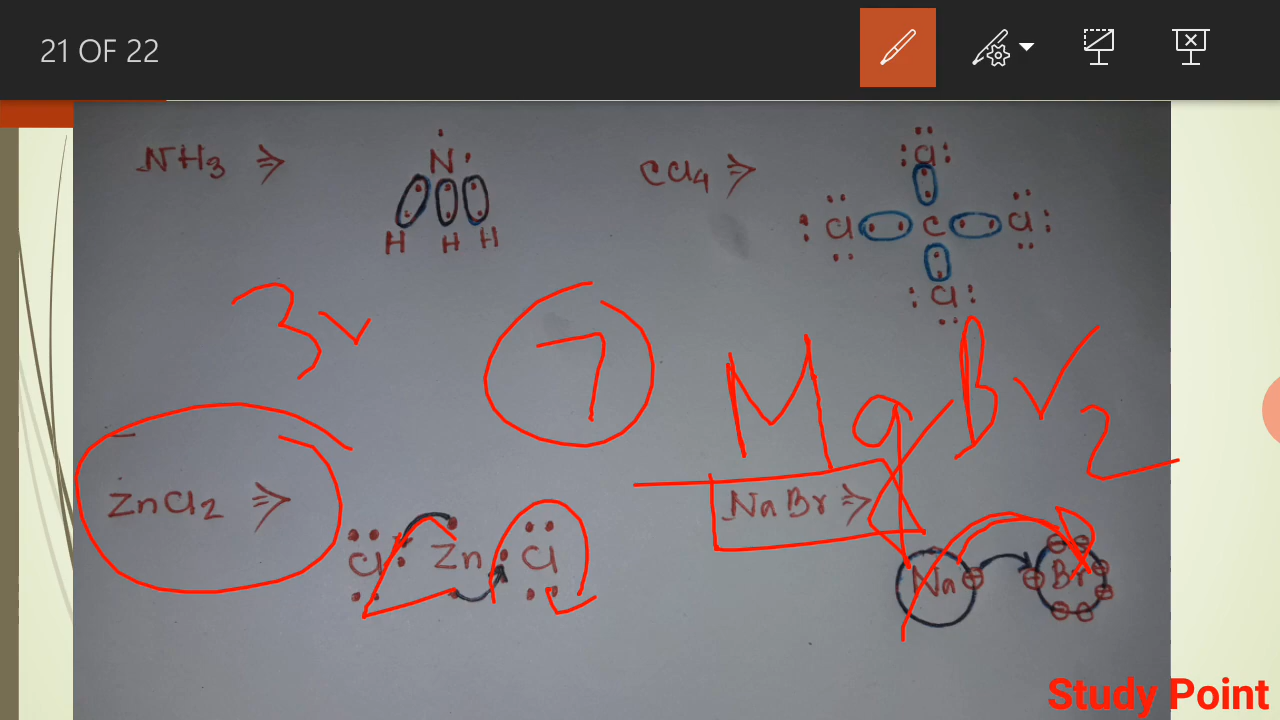 21 OF 22
NH3 ⇒
N
H H H
CCl4 ⇒
Cl
Cl C Cl
Cl
3r
7
MgBr2
ZnCl2 ⇒
Cl Zn Cl
NaBr ⇒
Na Br
Study Point